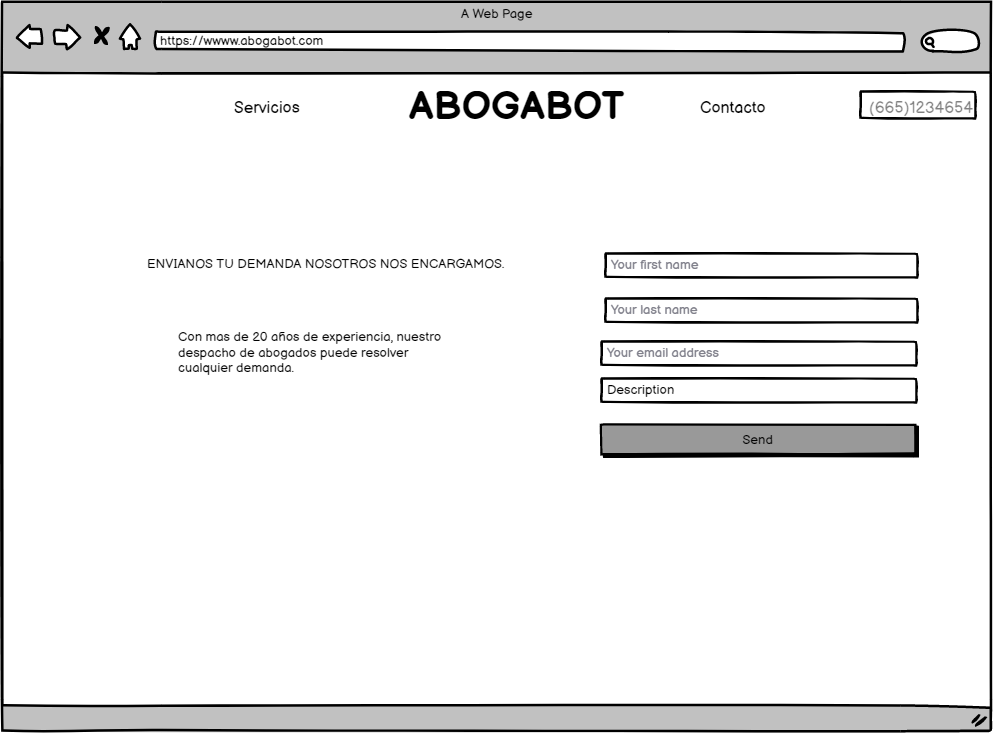 A Web Page
https://wwww.abogabot.com
Servicios
ABOGABOT
Contacto
(665)1234654
ENVIANOS TU DEMANDA NOSOTROS NOS ENCARGAMOS.
Con mas de 20 años de experiencia, nuestro
despacho de abogados puede resolver
cualquier demanda.
Your first name
Your last name
Your email address
Description
Send